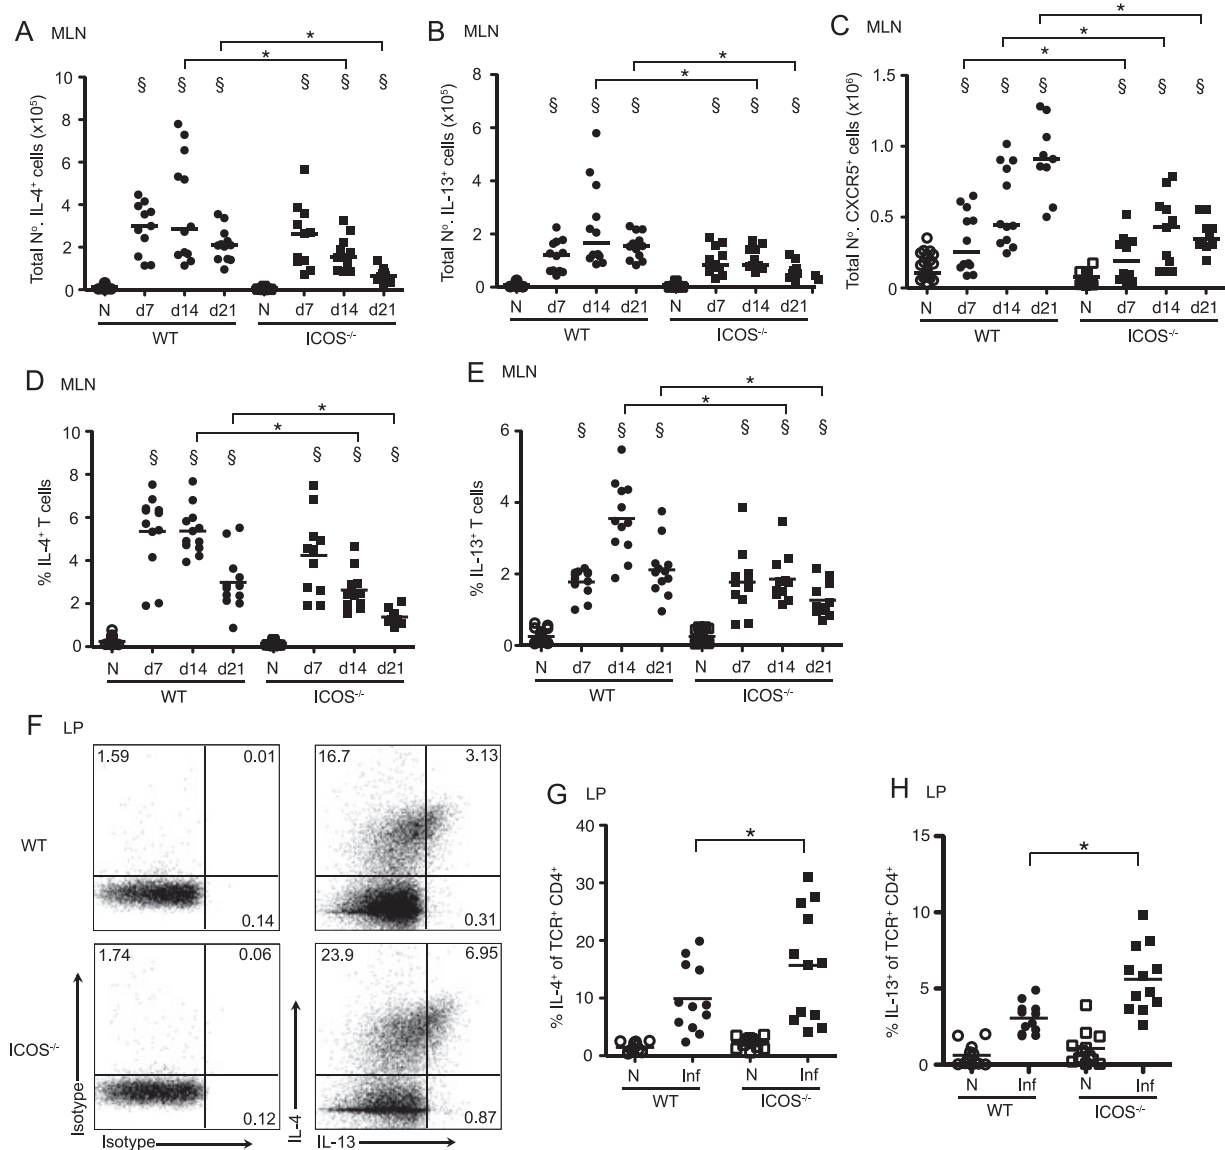 A MLN
Total Nº. IL-4⁺ cells (x10⁵)
10
8
6
4
2
0
§ § § § § §
* *
N d7 d14 d21 N d7 d14 d21
WT ICOS⁻/⁻
B MLN
Total Nº. IL-13⁺ cells (x10⁵)
8
6
4
2
0
§ § § § § §
* *
N d7 d14 d21 N d7 d14 d21
WT ICOS⁻/⁻
C MLN
Total Nº. CXCR5⁺ cells (x10⁶)
1.5
1.0
0.5
0
§ § § § § §
* * *
N d7 d14 d21 N d7 d14 d21
WT ICOS⁻/⁻
D MLN
% IL-4⁺ T cells
10
8
6
4
2
0
§ § § § § §
* *
N d7 d14 d21 N d7 d14 d21
WT ICOS⁻/⁻
E MLN
% IL-13⁺ T cells
6
4
2
0
§ § § § § §
* *
N d7 d14 d21 N d7 d14 d21
WT ICOS⁻/⁻
F LP
WT
1.59 0.01
0.14
16.7 3.13
0.31
ICOS⁻/⁻
1.74 0.06
0.12
23.9 6.95
0.87
Isotype
Isotype
IL-4
IL-13
G LP
% IL-4⁺ of TCR⁺ CD4⁺
40
30
20
10
0
*
N Inf N Inf
WT ICOS⁻/⁻
H LP
% IL-13⁺ of TCR⁺ CD4⁺
15
10
5
0
*
N Inf N Inf
WT ICOS⁻/⁻